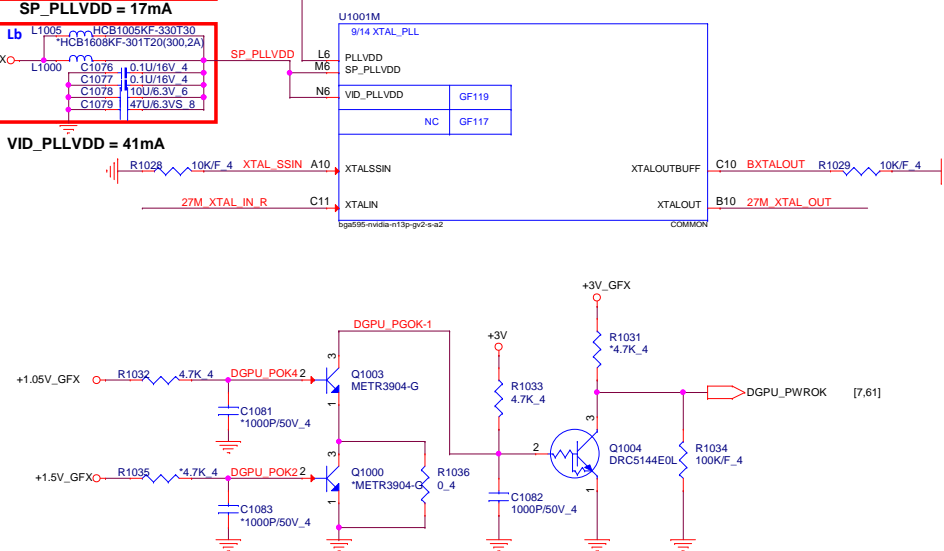 SP_PLLVDD = 17mA
Lb
L1005
HCB1005KF-330T30
*HCB1608KF-301T20(300,2A)
X
L1000
C1076
0.1U/16V_4
C1077
0.1U/16V_4
C1078
10U/6.3V_6
C1079
47U/6.3VS_8
SP_PLLVDD
VID_PLLVDD = 41mA
U1001M
9/14 XTAL_PLL
L6
PLLVDD
M6
SP_PLLVDD
N6
VID_PLLVDD
GF119
NC
GF117
R1028
10K/F_4
XTAL_SSIN
A10
XTALSSIN
XTALOUTBUFF
C10
BXTALOUT
R1029
10K/F_4
27M_XTAL_IN_R
C11
XTALIN
XTALOUT
B10
27M_XTAL_OUT
bga595-nvidia-n13p-gv2-s-a2
COMMON
+3V_GFX
DGPU_PGOK-1
+3V
R1031
*4.7K_4
+1.05V_GFX
R1032
4.7K_4
DGPU_POK4
2
3
1
Q1003
METR3904-G
R1033
4.7K_4
DGPU_PWROK
[7,61]
C1081
*1000P/50V_4
2
3
1
Q1004
DRC5144E0L
R1034
100K/F_4
+1.5V_GFX
R1035
*4.7K_4
DGPU_POK2
2
3
1
Q1000
*METR3904-G
R1036
0_4
C1082
1000P/50V_4
C1083
*1000P/50V_4